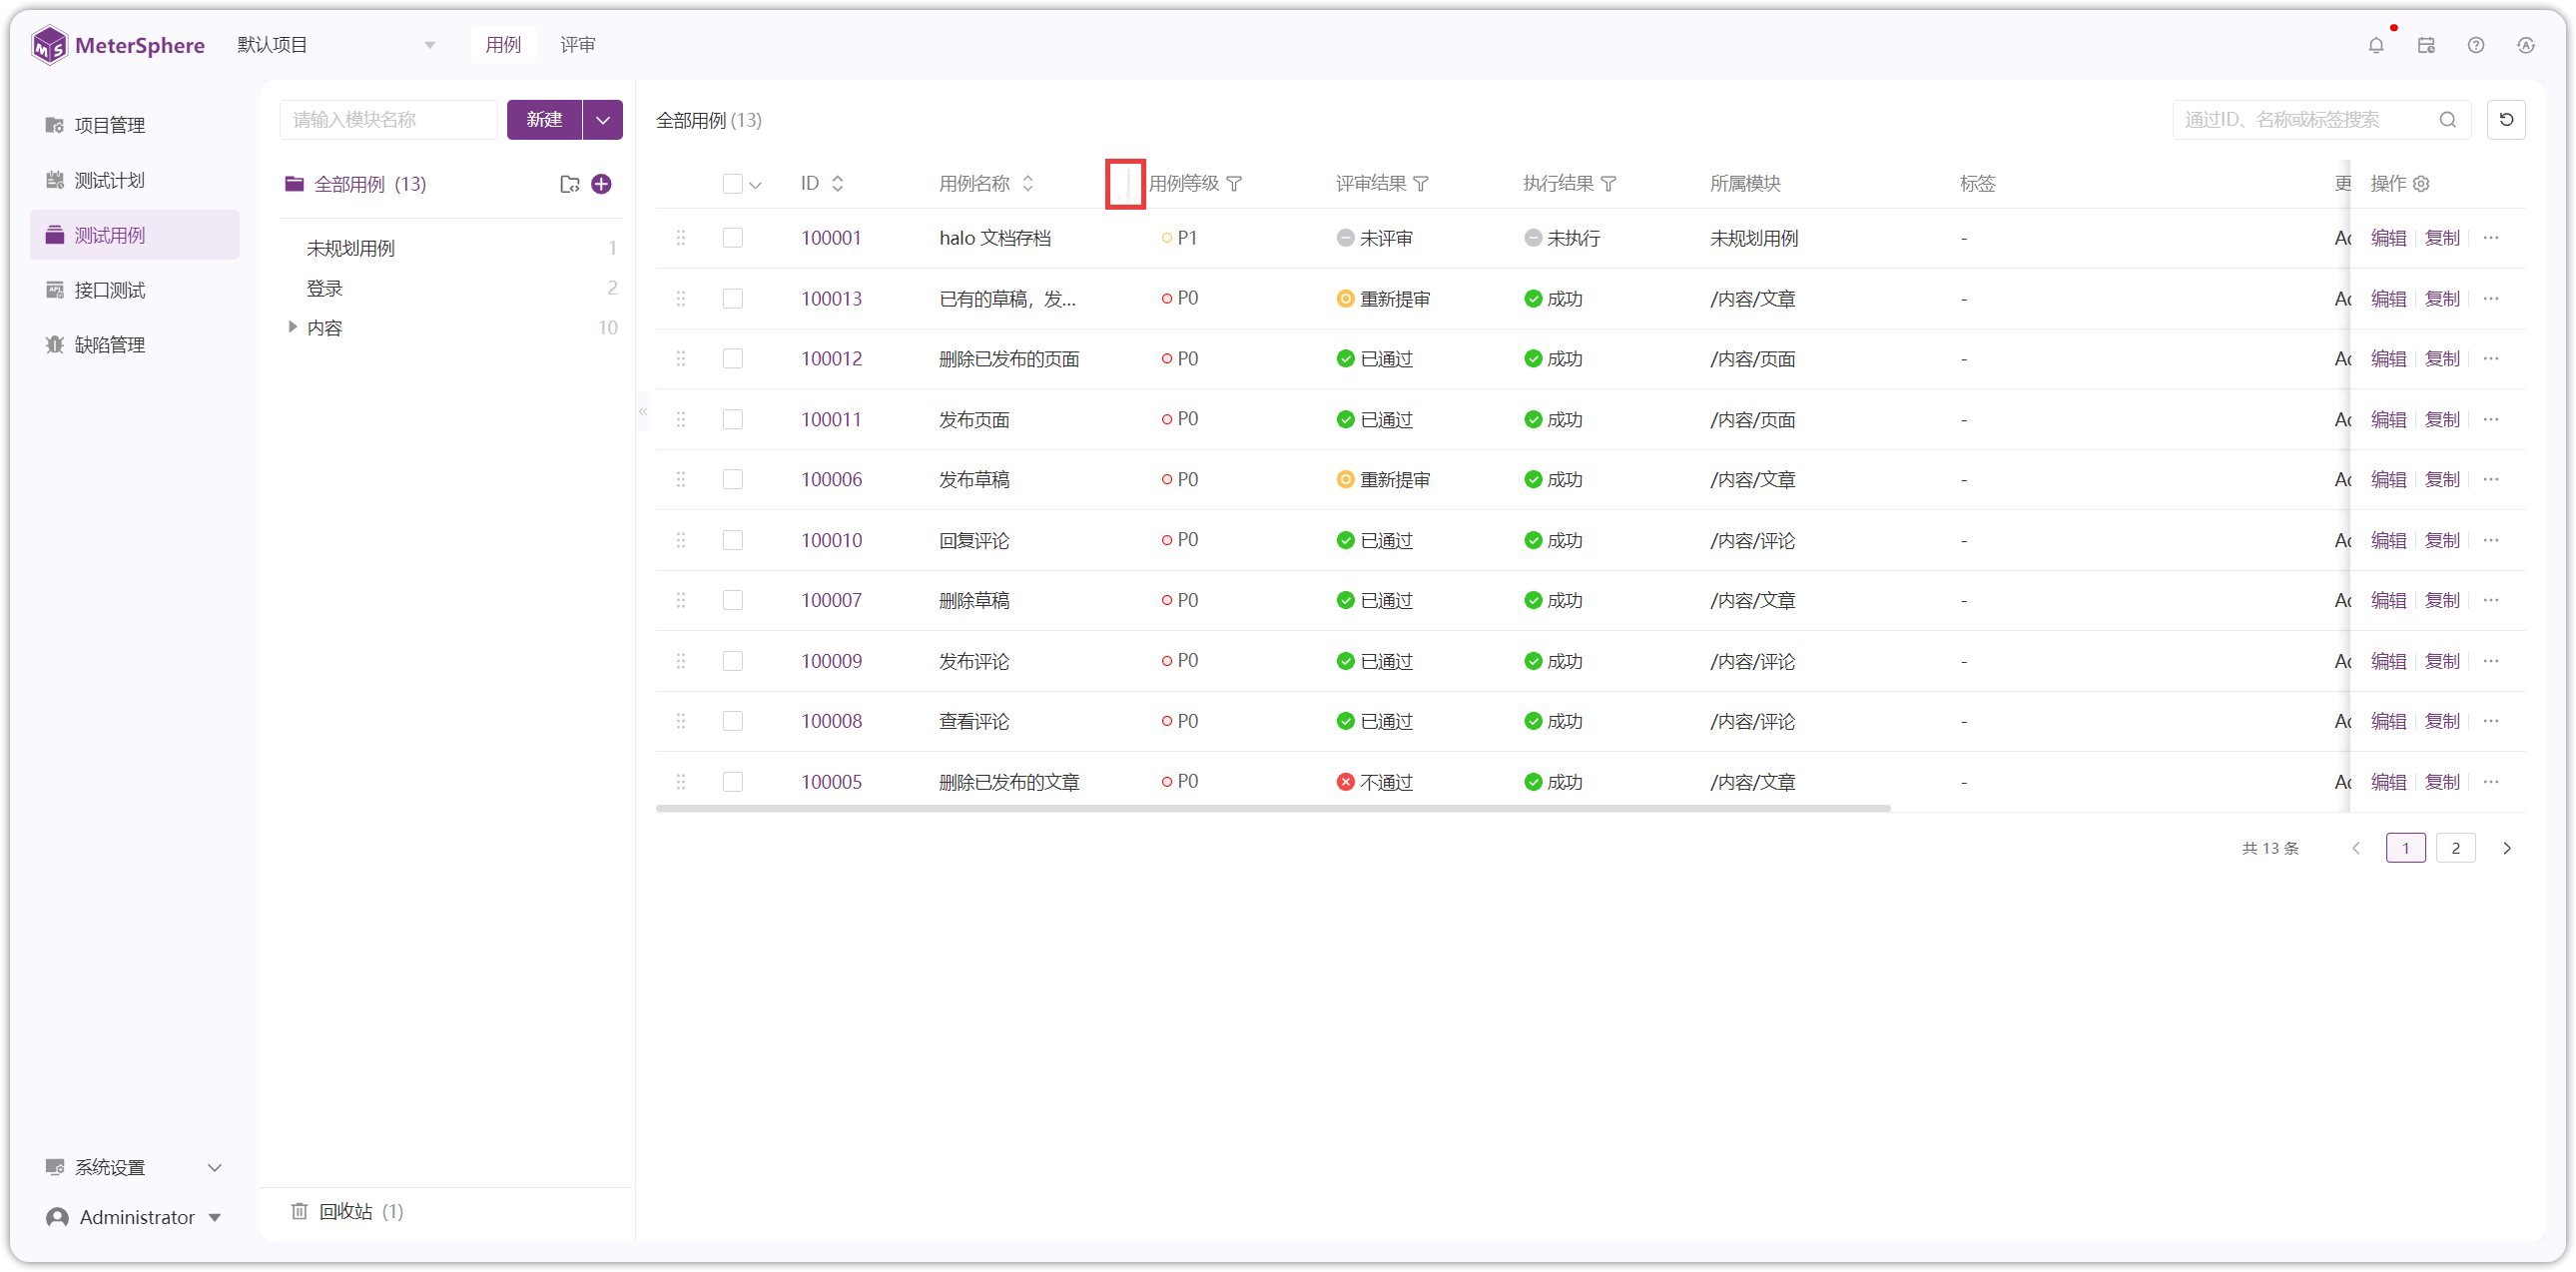 MeterSphere 默认项目 用例 评审
项目管理
测试计划
测试用例
接口测试
缺陷管理
系统设置
Administrator
请输入模块名称 新建
全部用例 (13)
未规划用例 1
登录 2
内容 10
回收站 (1)
全部用例 (13) 通过ID、名称或标签搜索
ID 用例名称 用例等级 评审结果 执行结果 所属模块 标签 更 操作
100001 halo 文档存档 P1 未评审 未执行 未规划用例 - Ac 编辑 复制 ...
100013 已有的草稿，发... P0 重新提审 成功 /内容/文章 - Ac 编辑 复制 ...
100012 删除已发布的页面 P0 已通过 成功 /内容/页面 - Ac 编辑 复制 ...
100011 发布页面 P0 已通过 成功 /内容/页面 - Ac 编辑 复制 ...
100006 发布草稿 P0 重新提审 成功 /内容/文章 - Ac 编辑 复制 ...
100010 回复评论 P0 已通过 成功 /内容/评论 - Ac 编辑 复制 ...
100007 删除草稿 P0 已通过 成功 /内容/文章 - Ac 编辑 复制 ...
100009 发布评论 P0 已通过 成功 /内容/评论 - Ac 编辑 复制 ...
100008 查看评论 P0 已通过 成功 /内容/评论 - Ac 编辑 复制 ...
100005 删除已发布的文章 P0 不通过 成功 /内容/文章 - Ac 编辑 复制 ...
共 13 条 1 2